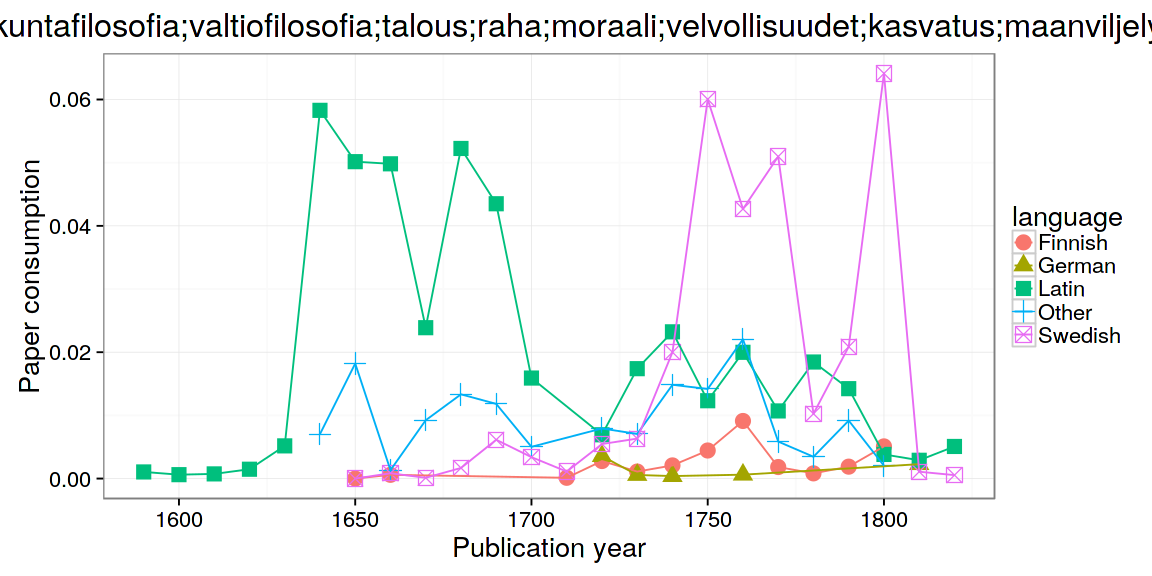 kuntafilosofia;valtiofilosofia;talous;raha;moraali;velvollisuudet;kasvatus;maanviljely
Paper consumption
0.06
0.04
0.02
0.00
1600 1650 1700 1750 1800
Publication year
language
Finnish
German
Latin
Other
Swedish